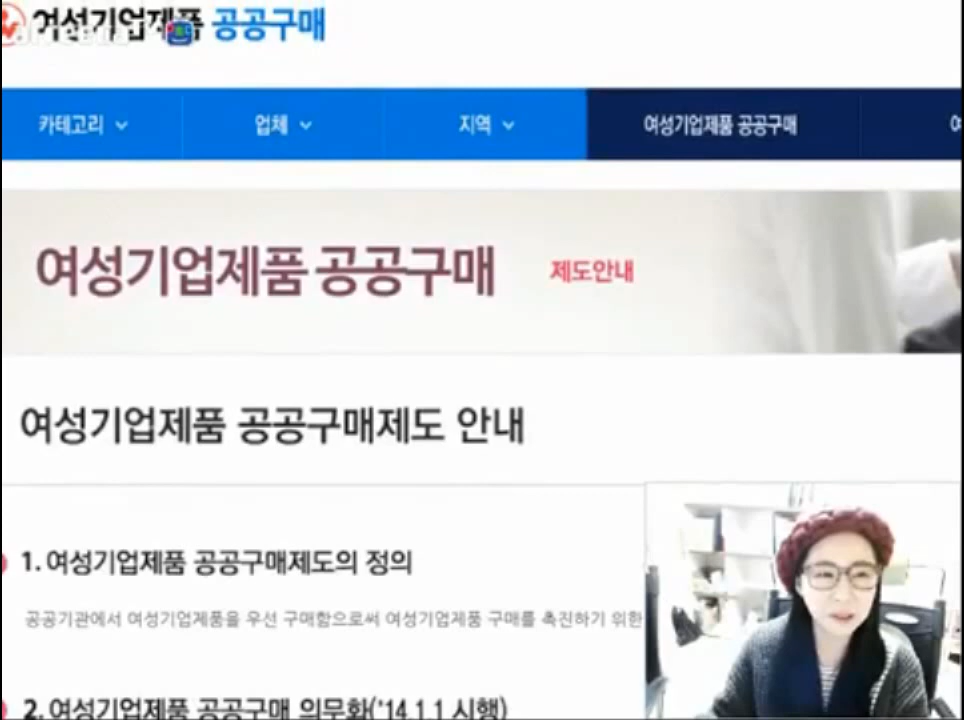 여성기업제품 공공구매
카테고리 업체 지역 여성기업제품 공공구매
여성기업제품 공공구매 제도안내
여성기업제품 공공구매제도 안내
1. 여성기업제품 공공구매제도의 정의
공공기관에서 여성기업제품을 우선 구매함으로써 여성기업제품 구매를 촉진하기 위한
2. 여성기업제품 공공구매 의무화('14.1.1 시행)